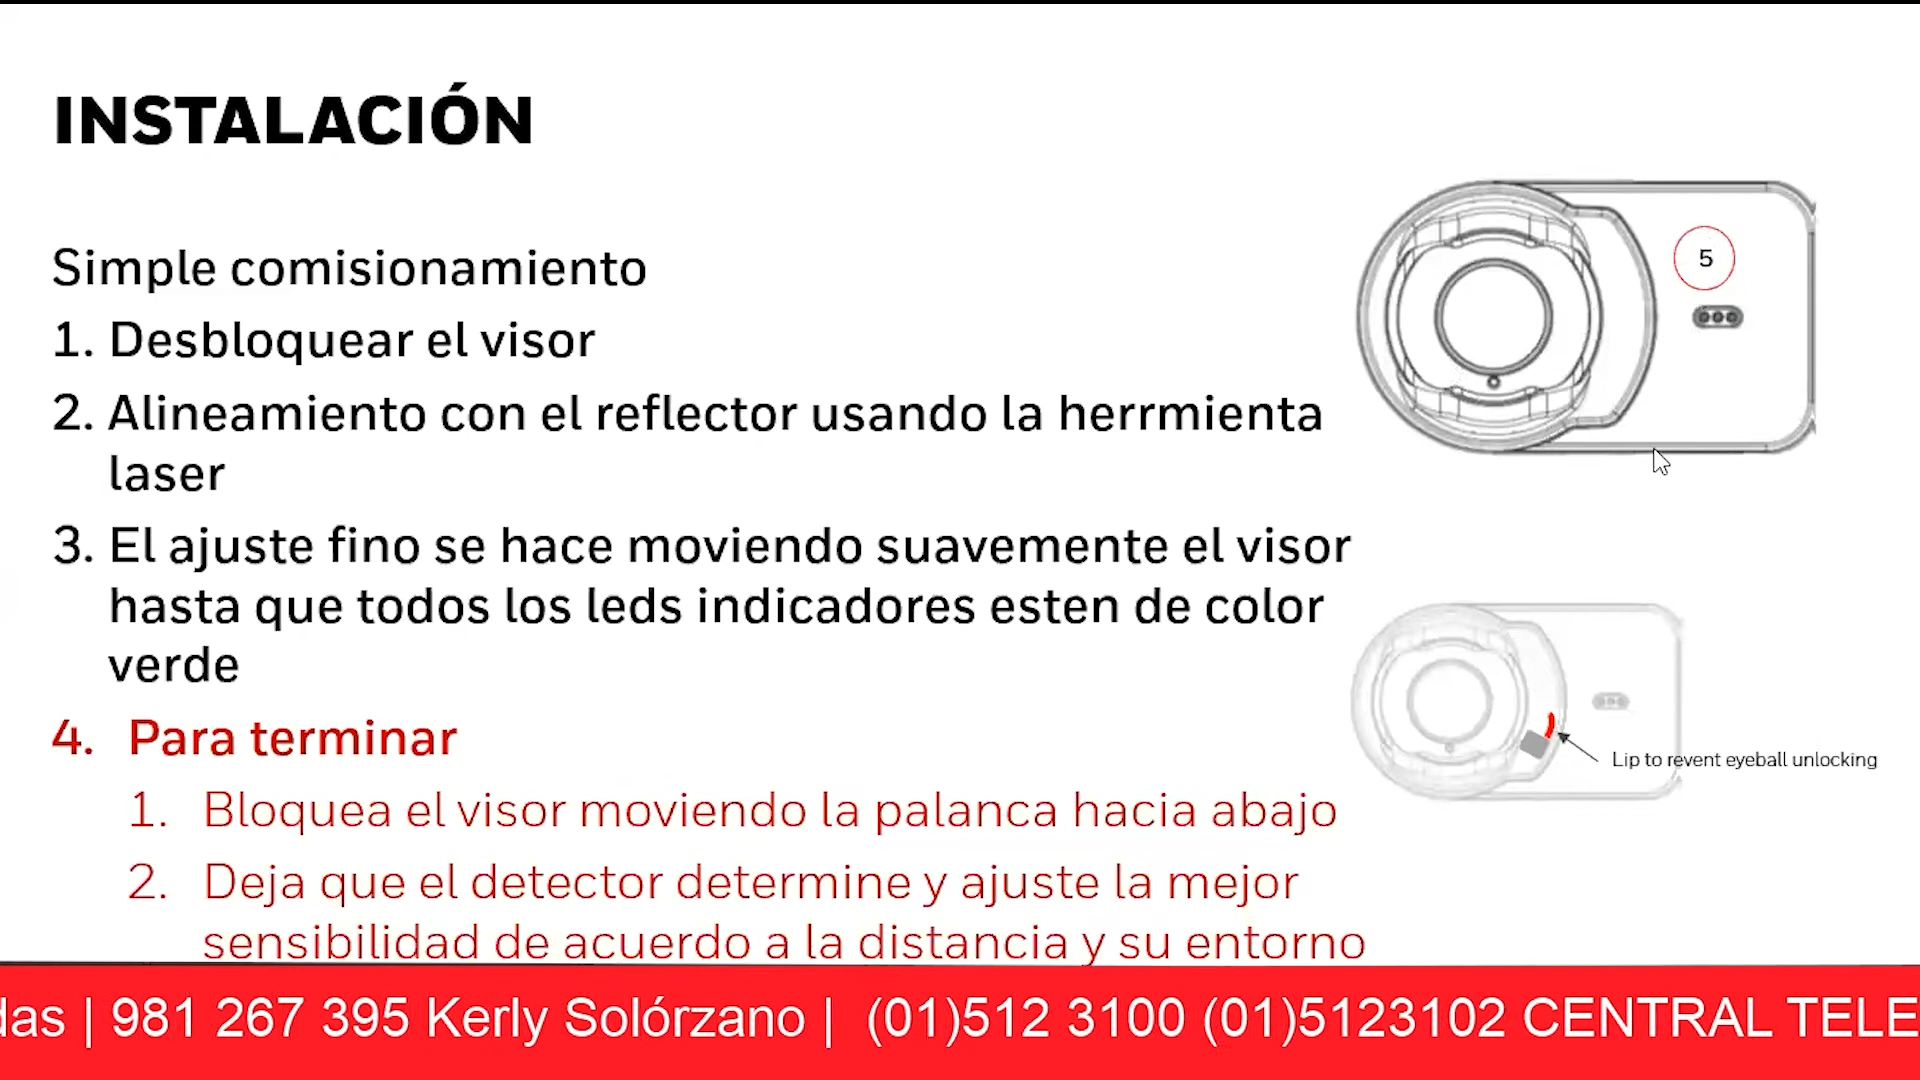 INSTALACIÓN
Simple comisionamiento
1. Desbloquear el visor
2. Alineamiento con el reflector usando la herrmienta
laser
3. El ajuste fino se hace moviendo suavemente el visor
hasta que todos los leds indicadores esten de color
verde
4. Para terminar
1. Bloquea el visor moviendo la palanca hacia abajo
2. Deja que el detector determine y ajuste la mejor
sensibilidad de acuerdo a la distancia y su entorno
5
Lip to revent eyeball unlocking
das | 981 267 395 Kerly Solórzano | (01)512 3100 (01)5123102 CENTRAL TELE